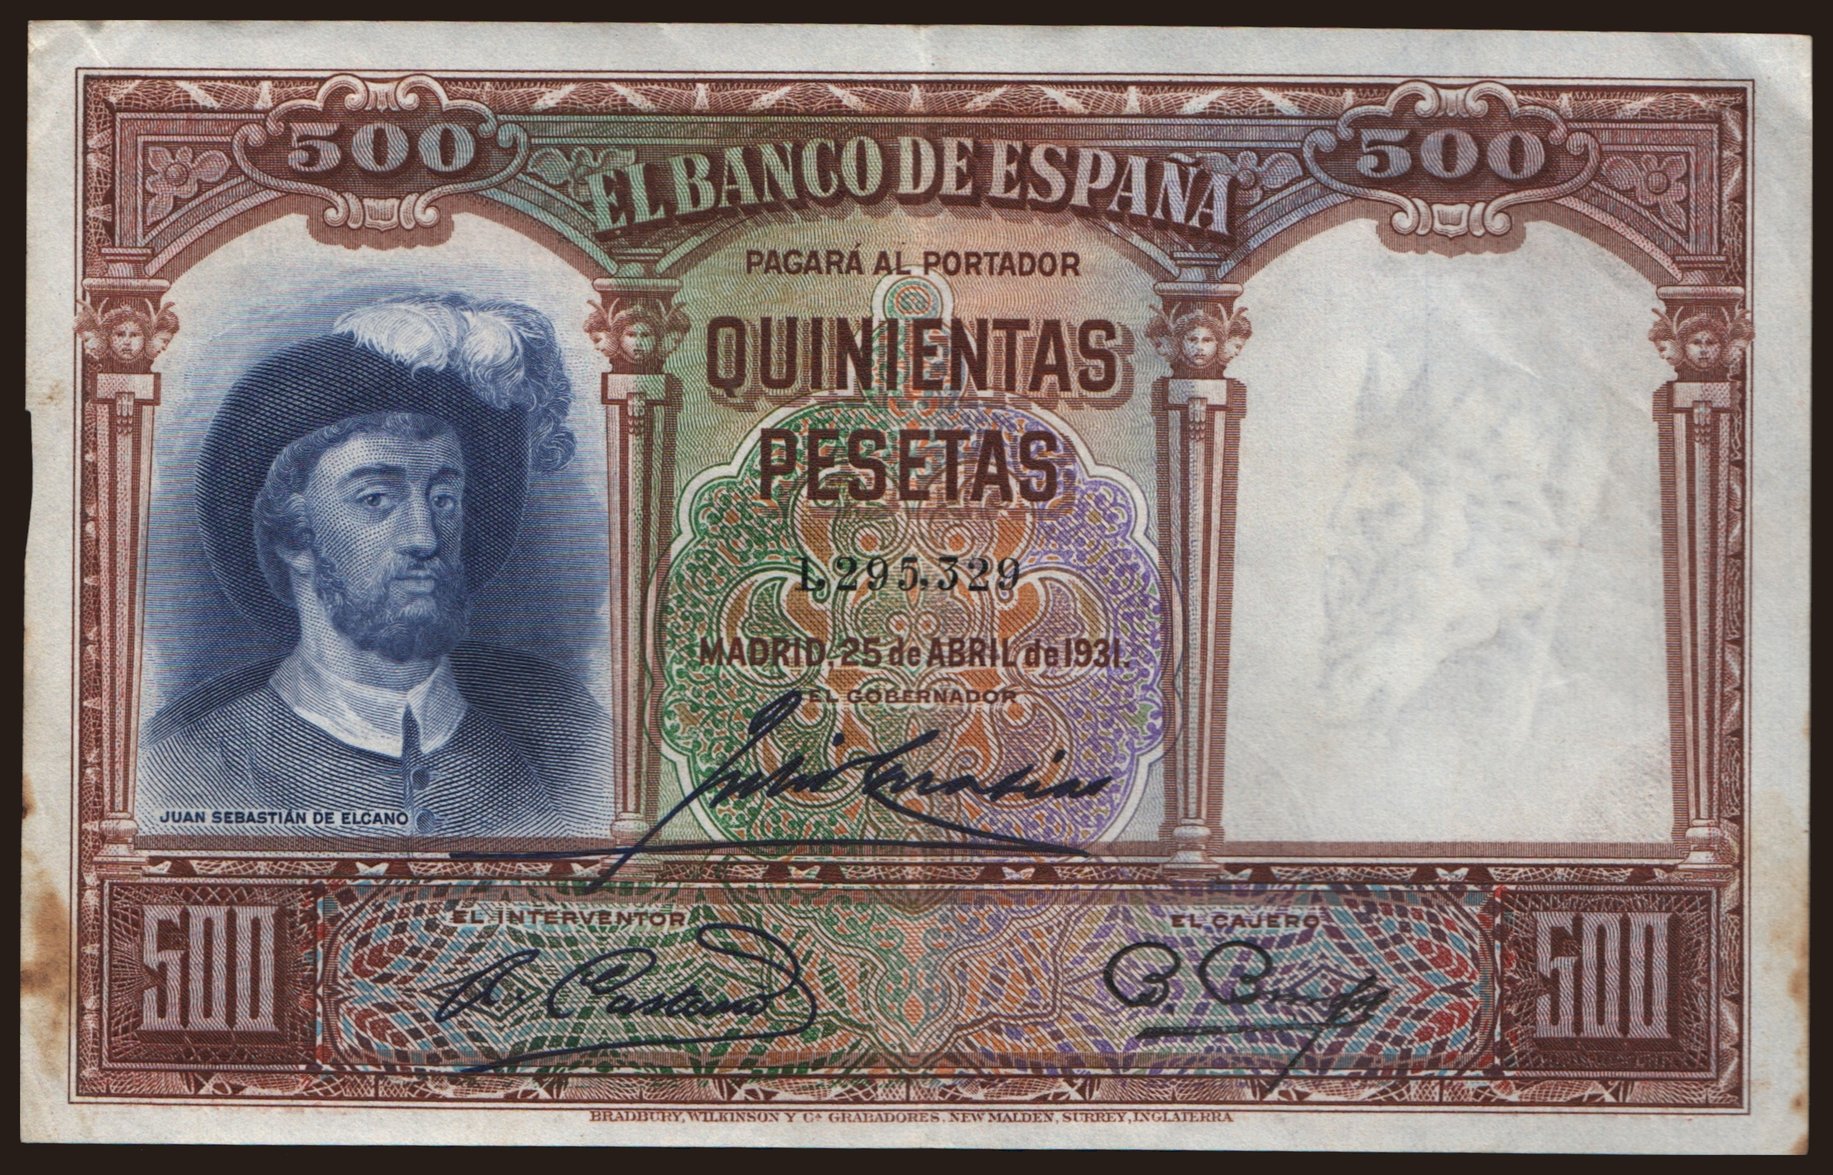 500
500
EL BANCO DE ESPAÑA
PAGARÁ AL PORTADOR
QUINIENTAS
PESETAS
1,295,329
MADRID, 25 de ABRIL de 1931.
EL GOBERNADOR
JUAN SEBASTIÁN DE ELCANO
EL INTERVENTOR
EL CAJERO
500
500
BRADBURY, WILKINSON Y Cª GRABADORES, NEW MALDEN, SURREY, INGLATERRA